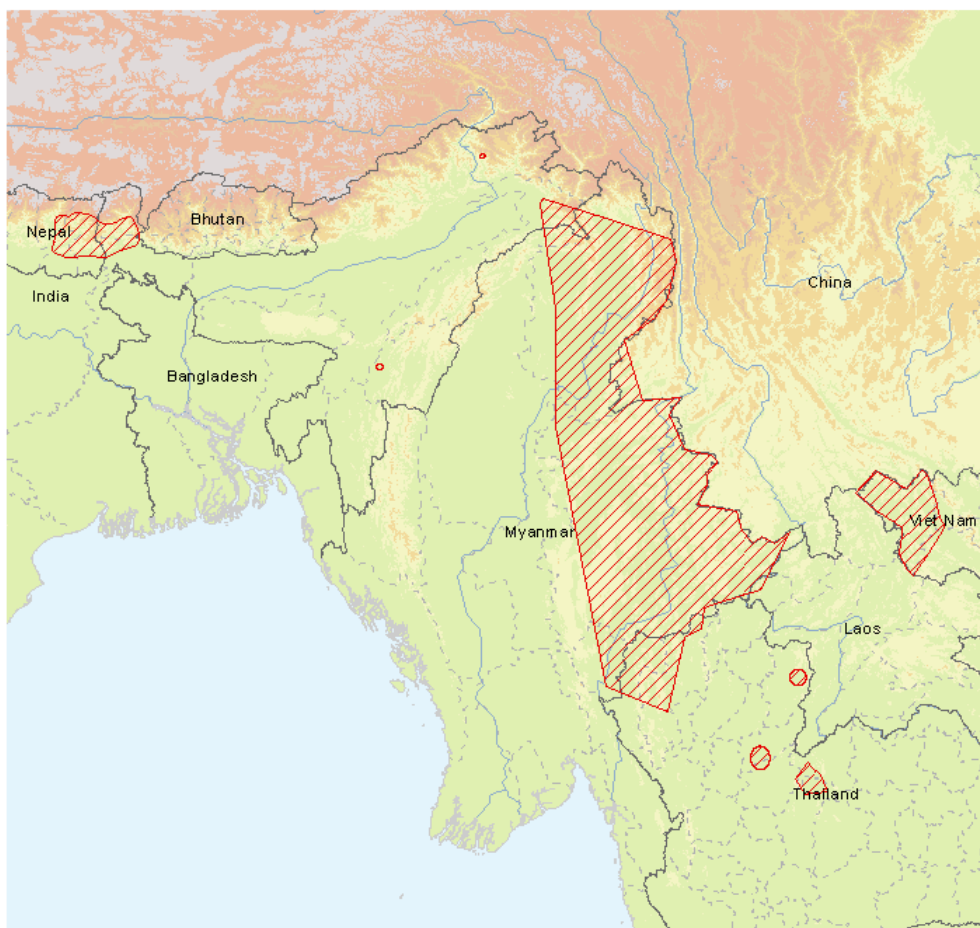 Bhutan
Nepal
China
India
Bangladesh
Viet Nam
Myanmar
Laos
Thailand